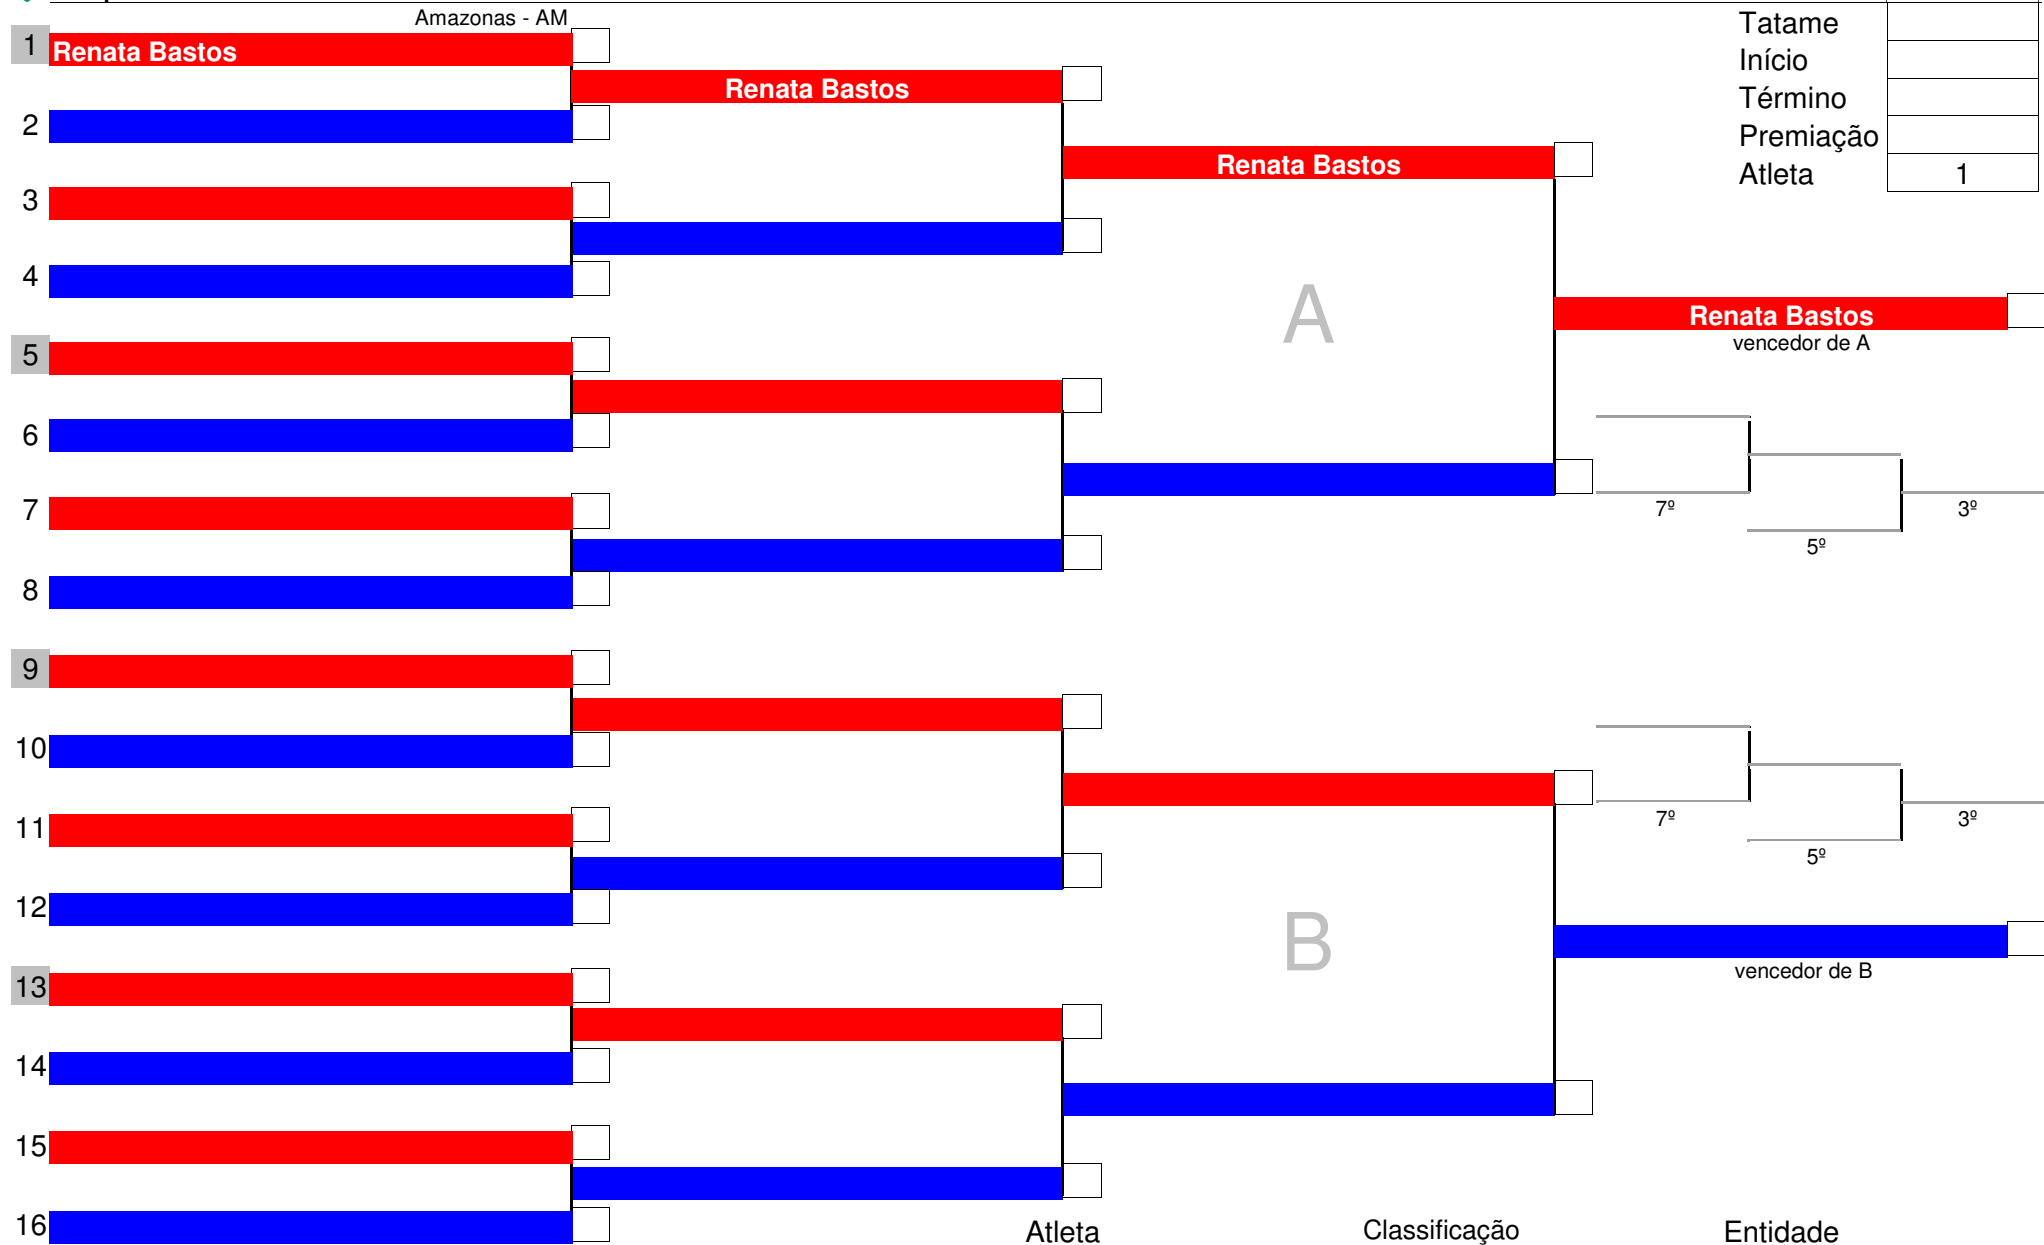 Amazonas - AM
Tatame
1 Renata Bastos
Início
Renata Bastos
Término
2
Premiação
Renata Bastos
Atleta 1
3
4
A
Renata Bastos
vencedor de A
5
6
7º
3º
5º
7
8
9
10
7º
3º
5º
11
12
B
vencedor de B
13
14
15
16
Atleta Classificação Entidade